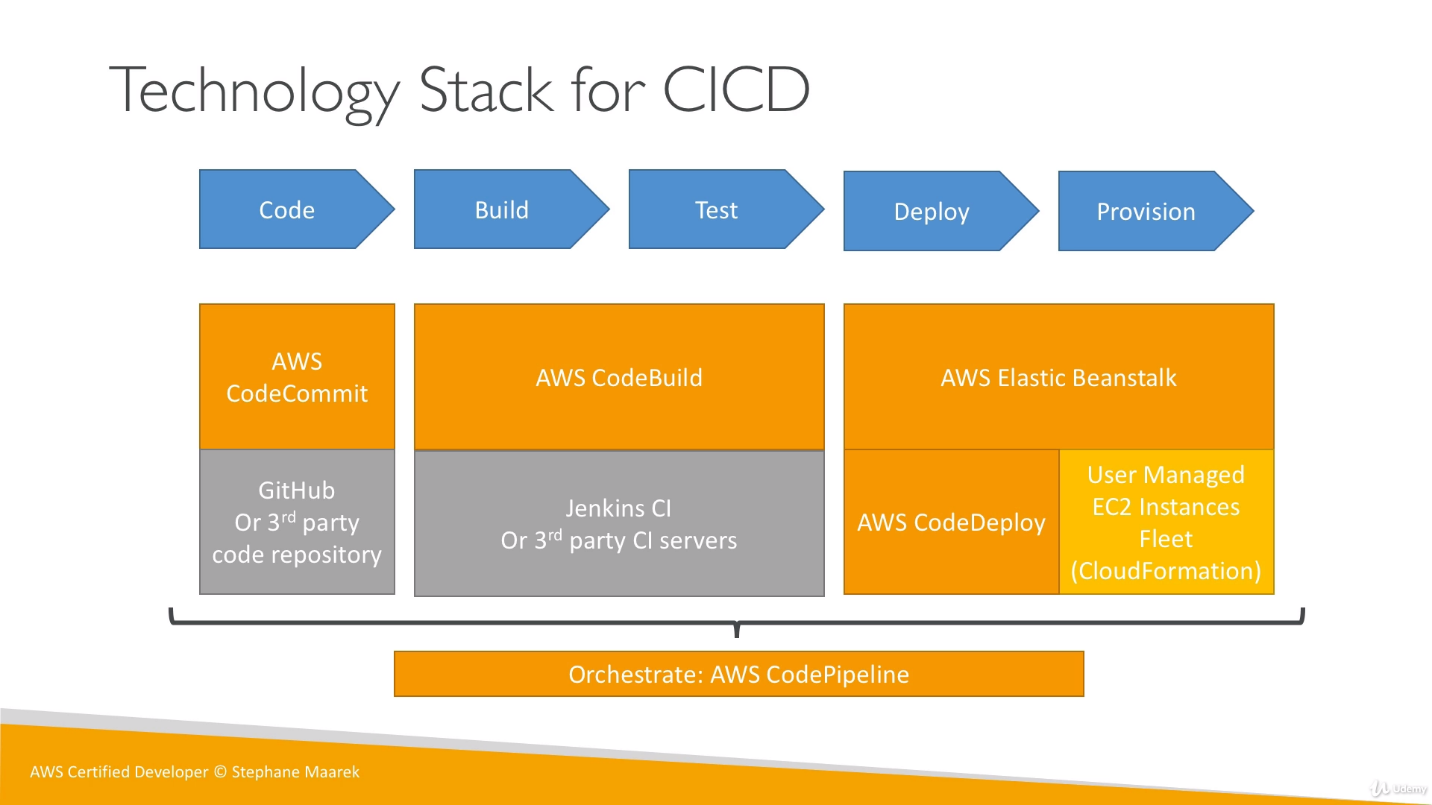 Technology Stack for CICD
Code
Build
Test
Deploy
Provision
AWS
CodeCommit
AWS CodeBuild
AWS Elastic Beanstalk
GitHub
Or 3rd party
code repository
Jenkins CI
Or 3rd party CI servers
AWS CodeDeploy
User Managed
EC2 Instances
Fleet
(CloudFormation)
Orchestrate: AWS CodePipeline
AWS Certified Developer © Stephane Maarek
Udemy